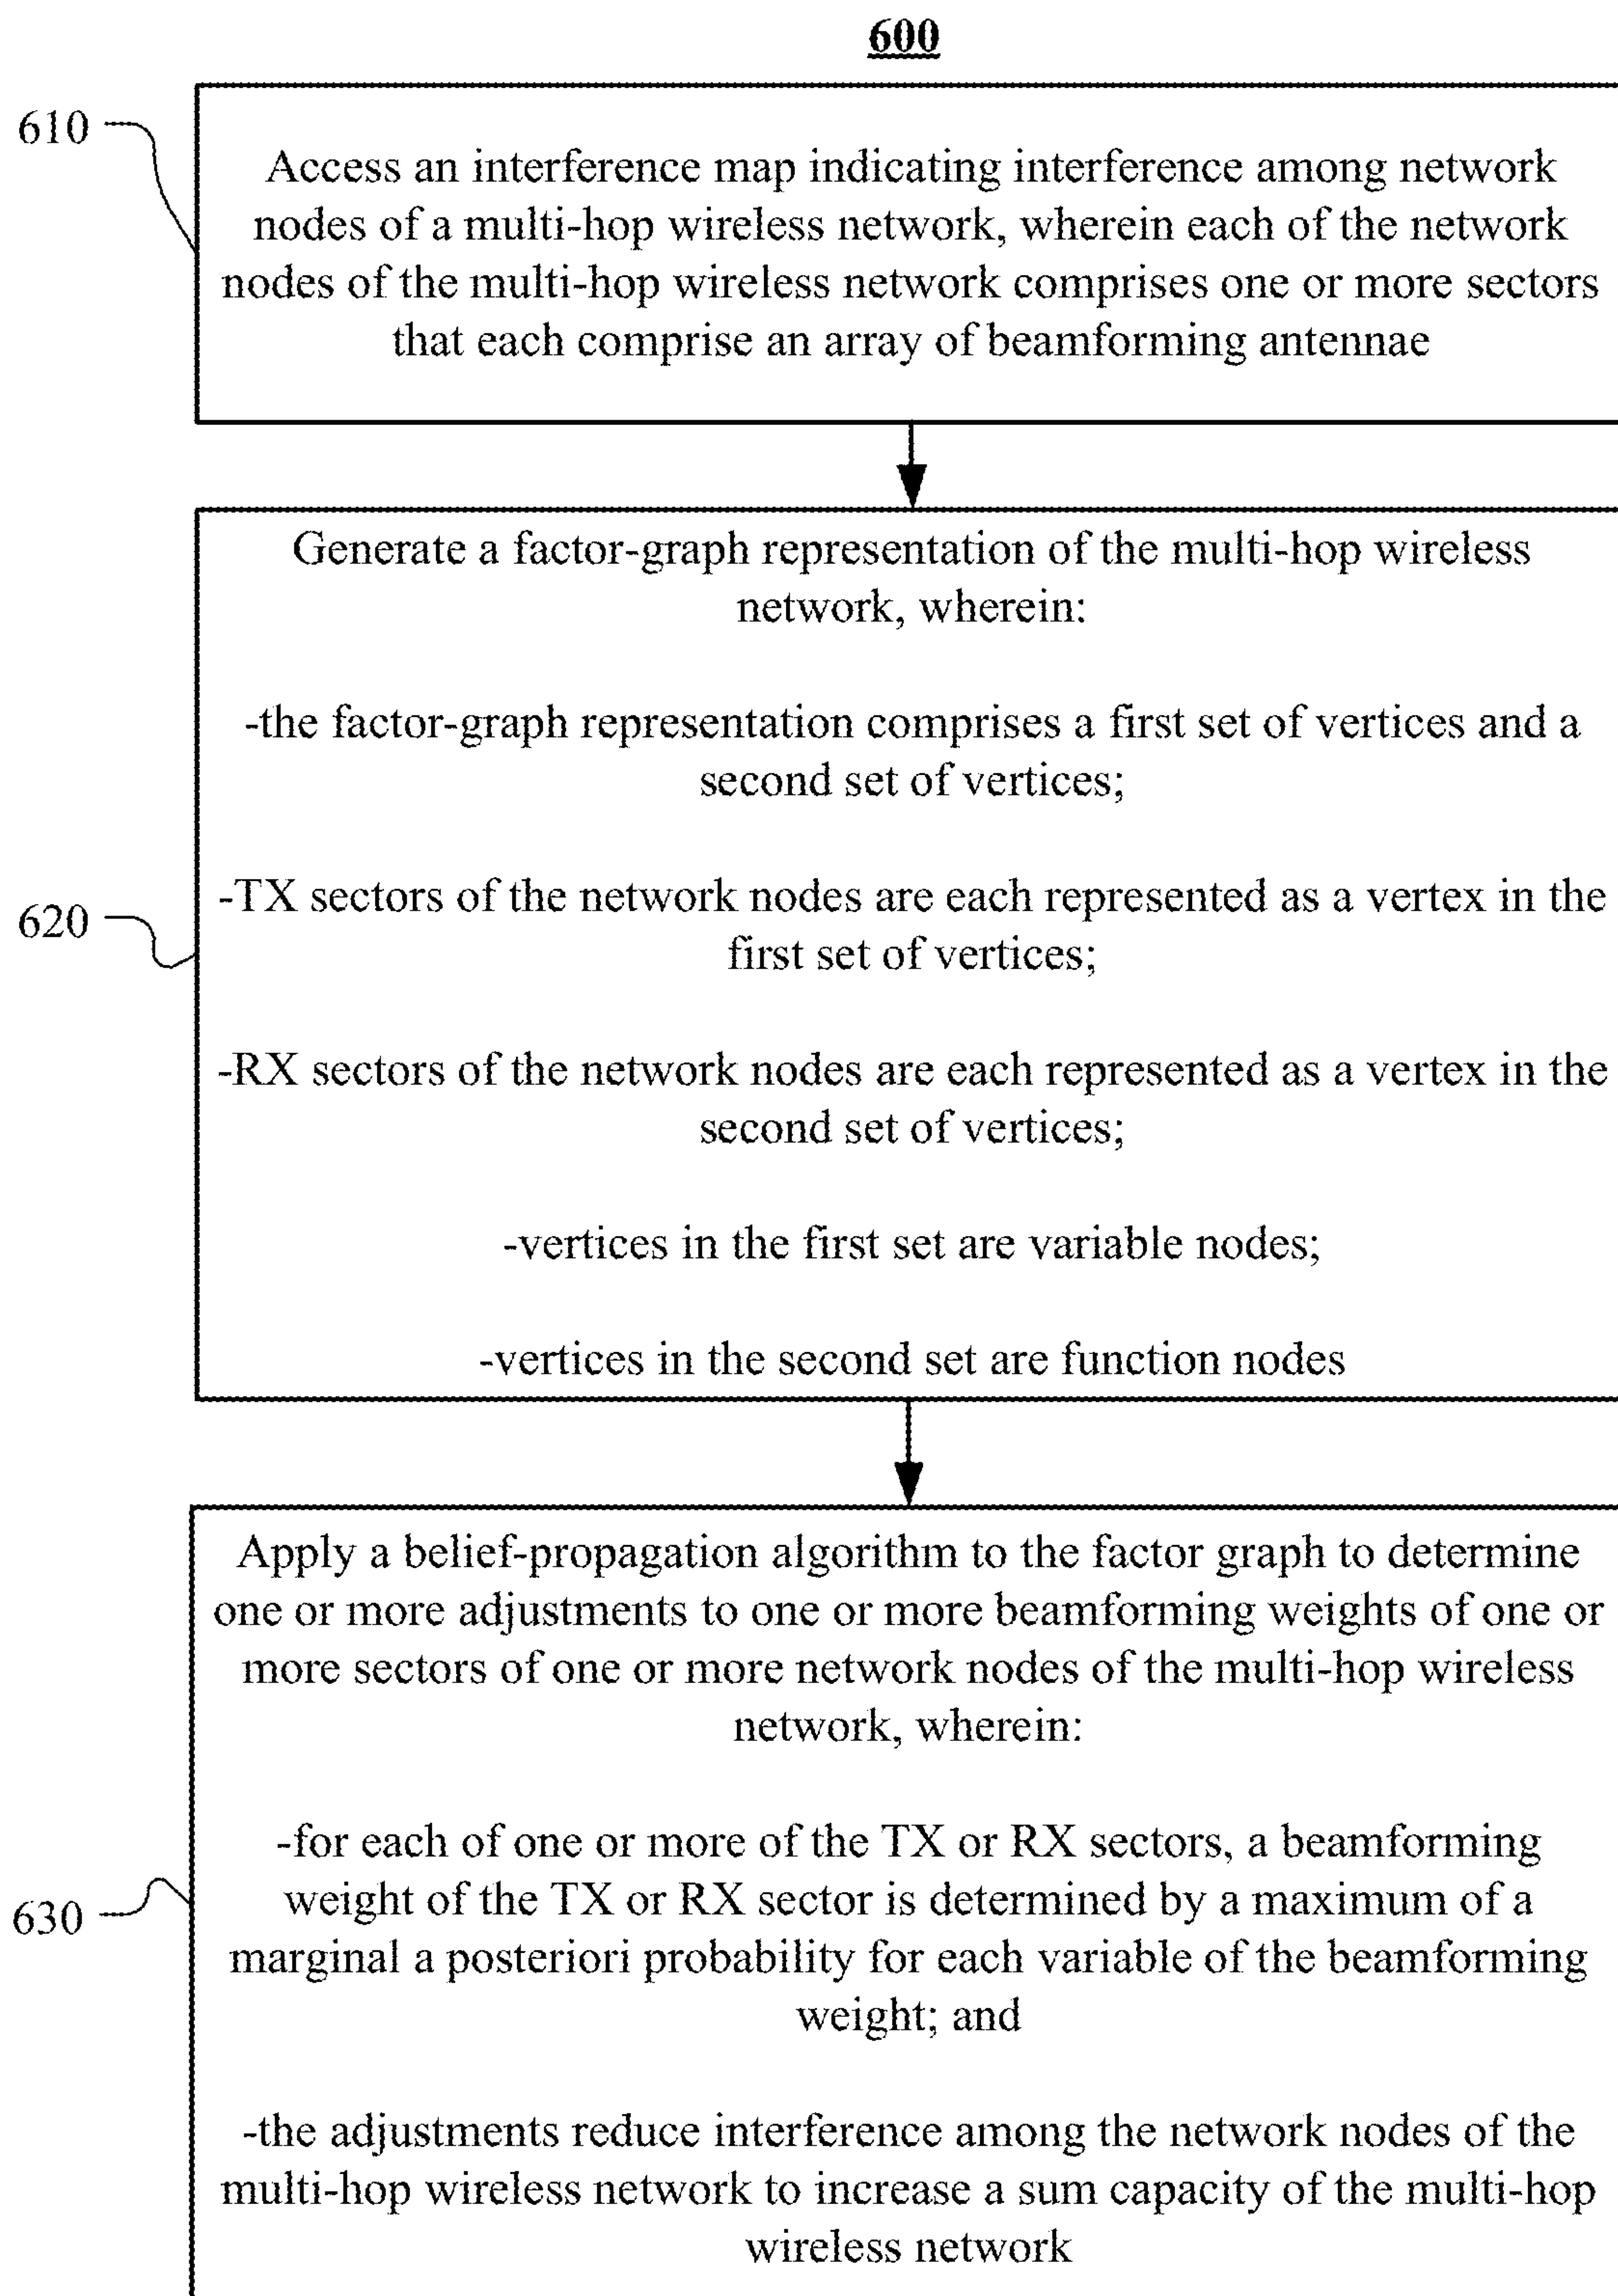 600
610
Access an interference map indicating interference among network
nodes of a multi-hop wireless network, wherein each of the network
nodes of the multi-hop wireless network comprises one or more sectors
that each comprise an array of beamforming antennae
620
Generate a factor-graph representation of the multi-hop wireless
network, wherein:
-the factor-graph representation comprises a first set of vertices and a
second set of vertices;
-TX sectors of the network nodes are each represented as a vertex in the
first set of vertices;
-RX sectors of the network nodes are each represented as a vertex in the
second set of vertices;
-vertices in the first set are variable nodes;
-vertices in the second set are function nodes
630
Apply a belief-propagation algorithm to the factor graph to determine
one or more adjustments to one or more beamforming weights of one or
more sectors of one or more network nodes of the multi-hop wireless
network, wherein:
-for each of one or more of the TX or RX sectors, a beamforming
weight of the TX or RX sector is determined by a maximum of a
marginal a posteriori probability for each variable of the beamforming
weight; and
-the adjustments reduce interference among the network nodes of the
multi-hop wireless network to increase a sum capacity of the multi-hop
wireless network